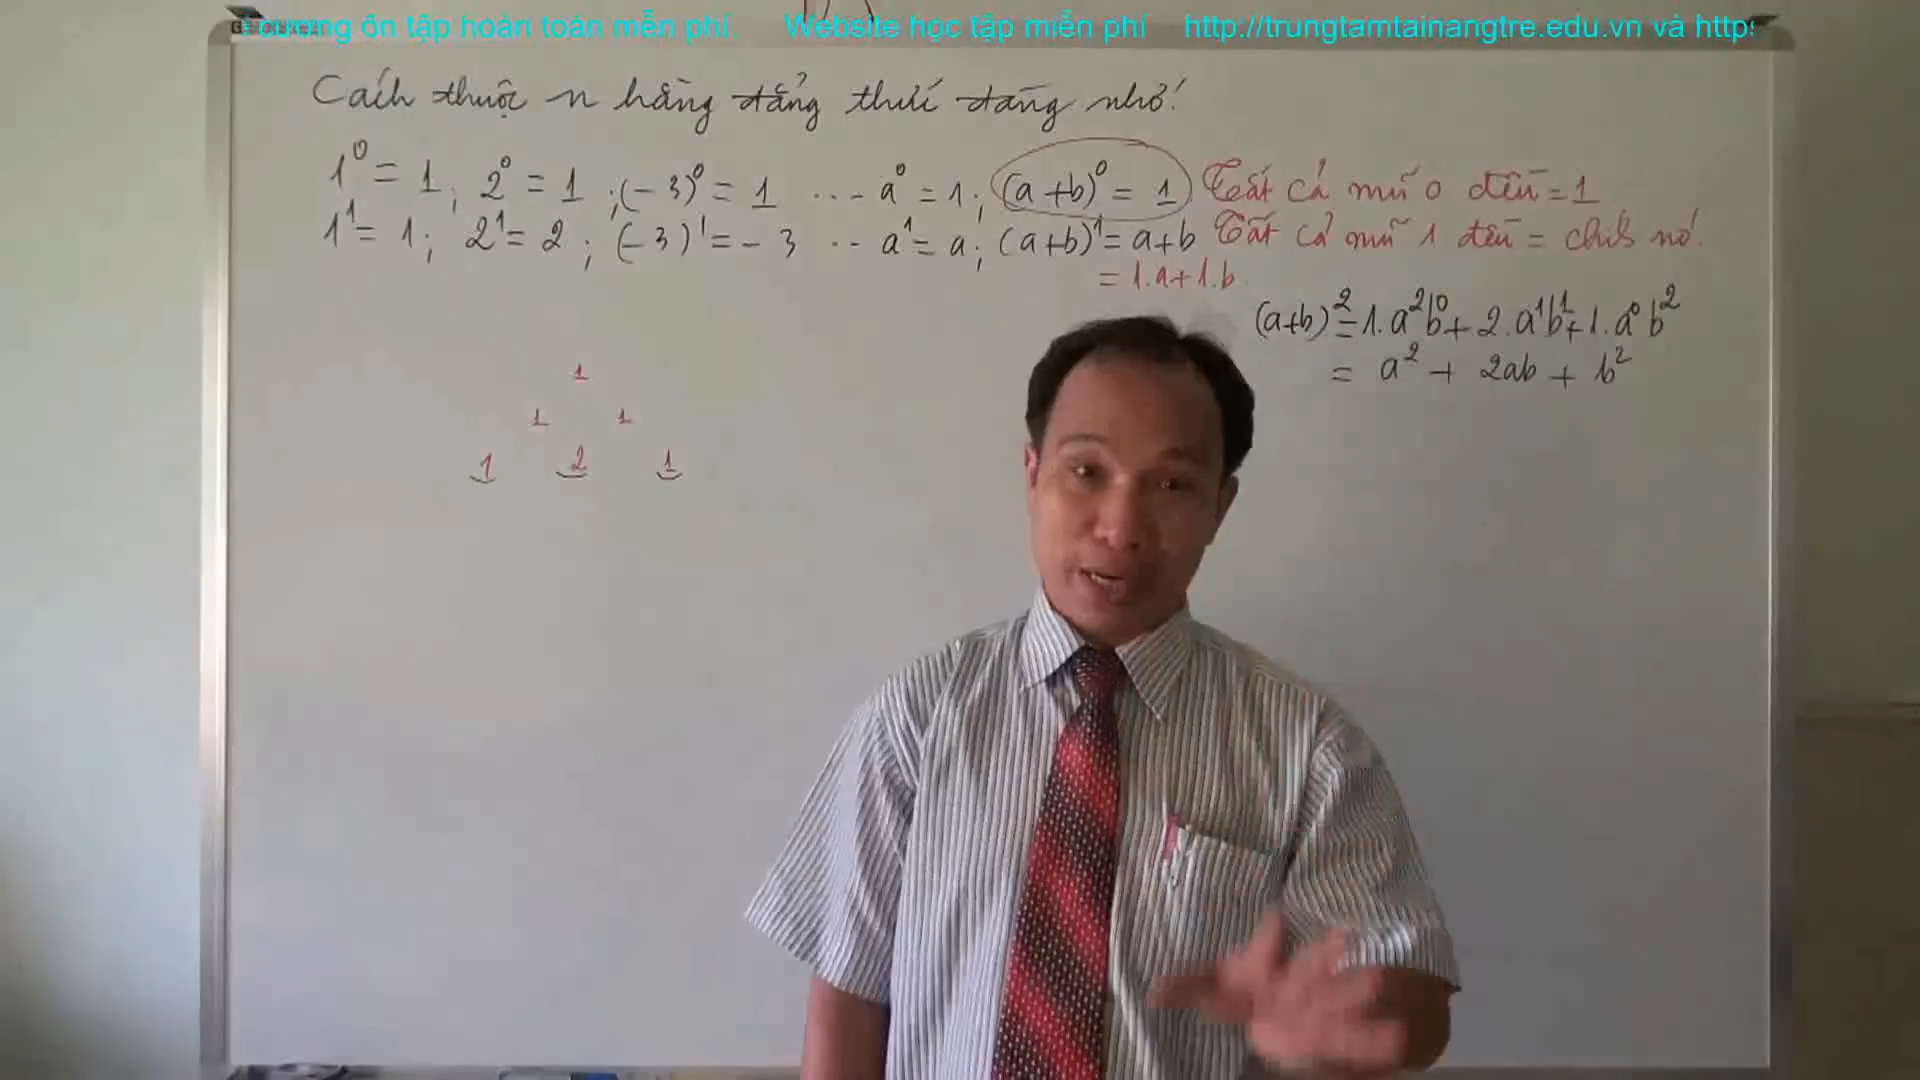 cương ôn tập hoàn toàn miễn phí. Website học tập miễn phí http://trungtamtainangtre.edu.vn và https
Cách thuộc n hằng đẳng thức đáng nhớ!
1⁰ = 1 ; 2⁰ = 1 ; (-3)⁰ = 1 ... a⁰ = 1 ; (a+b)⁰ = 1 Tất cả mũ 0 đều = 1
1¹ = 1 ; 2¹ = 2 ; (-3)¹ = -3 .. a¹ = a ; (a+b)¹ = a+b Tất cả mũ 1 đều = chính nó.
= 1.a+1.b
(a+b)² = 1.a²b⁰ + 2.a¹b¹ + 1.a⁰b²
= a² + 2ab + b²
1
1 1
1 2 1